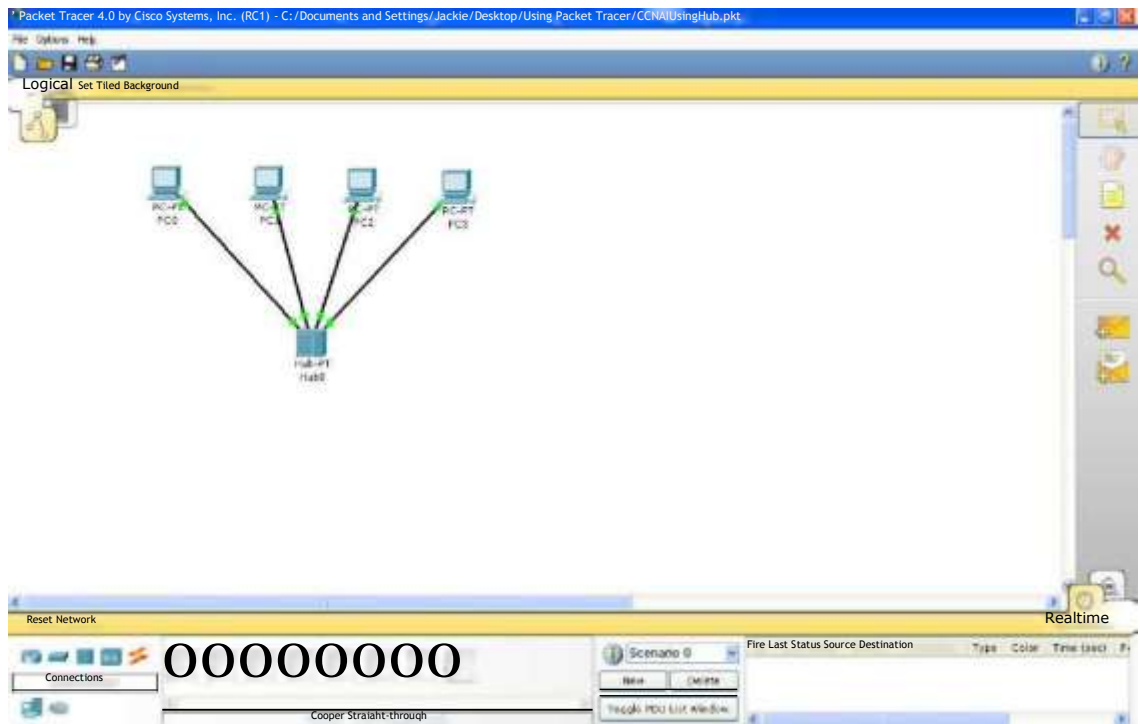 Packet Tracer 4.0 by Cisco Systems, Inc. (RC1) - C:/Documents and Settings/Jackie/Desktop/Using Packet Tracer/CCNAIUsingHub.pkt
File Options Help
Logical Set Tiled Background
PC-PT PC-PT PC-PT PC-PT
PC0 PC1 PC2 PC3
Hub-PT
Hub0
Reset Network
Realtime
OOOOOOOO
Scenario 0
Fire Last Status Source Destination Type Color Time (sec)
Connections
New Delete
Toggle PDU List Window
Cooper Straiaht-through